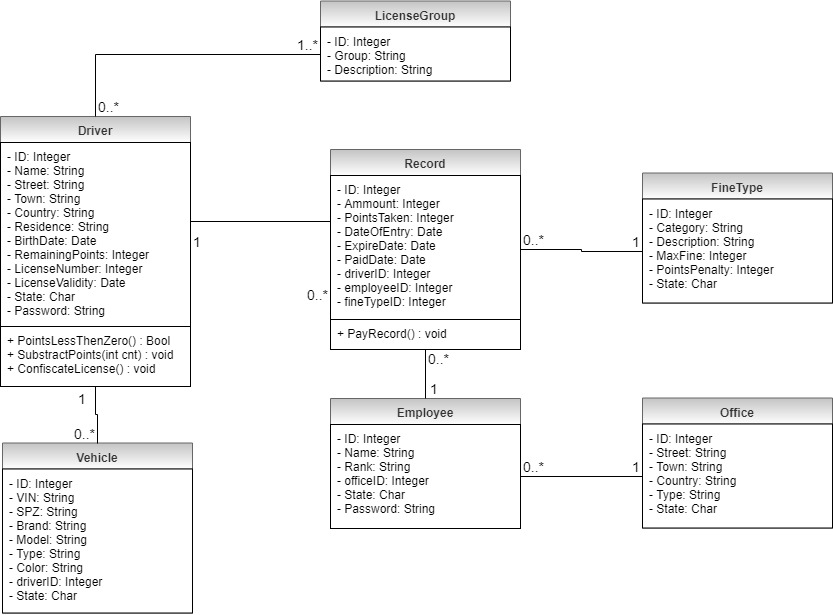 LicenseGroup
- ID: Integer
- Group: String
- Description: String
1..*
0..*
Driver
- ID: Integer
- Name: String
- Street: String
- Town: String
- Country: String
- Residence: String
- BirthDate: Date
- RemainingPoints: Integer
- LicenseNumber: Integer
- LicenseValidity: Date
- State: Char
- Password: String
+ PointsLessThenZero() : Bool
+ SubstractPoints(int cnt) : void
+ ConfiscateLicense() : void
1
0..*
Record
- ID: Integer
- Ammount: Integer
- PointsTaken: Integer
- DateOfEntry: Date
- ExpireDate: Date
- PaidDate: Date
- driverID: Integer
- employeeID: Integer
- fineTypeID: Integer
+ PayRecord() : void
0..*
1
FineType
- ID: Integer
- Category: String
- Description: String
- MaxFine: Integer
- PointsPenalty: Integer
- State: Char
0..*
1
1
0..*
Vehicle
- ID: Integer
- VIN: String
- SPZ: String
- Brand: String
- Model: String
- Type: String
- Color: String
- driverID: Integer
- State: Char
Employee
- ID: Integer
- Name: String
- Rank: String
- officeID: Integer
- State: Char
- Password: String
0..*
1
Office
- ID: Integer
- Street: String
- Town: String
- Country: String
- Type: String
- State: Char